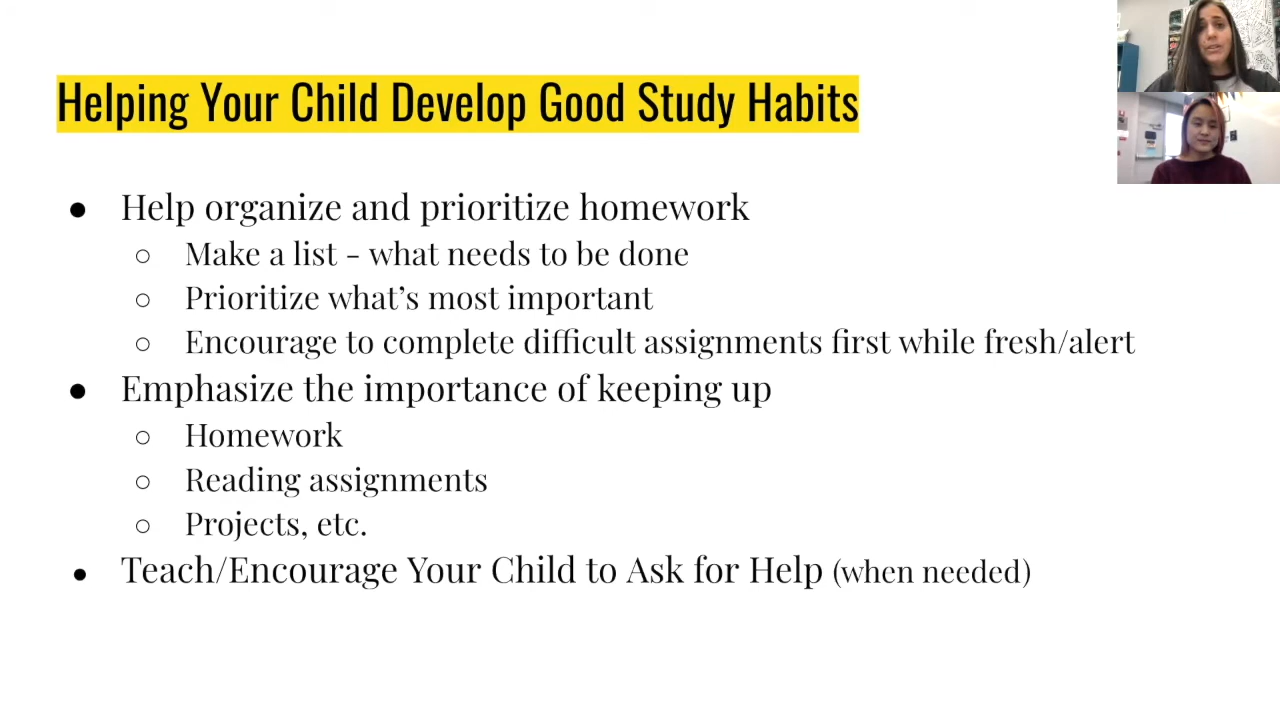 Helping Your Child Develop Good Study Habits
● Help organize and prioritize homework
○ Make a list - what needs to be done
○ Prioritize what's most important
○ Encourage to complete difficult assignments first while fresh/alert
● Emphasize the importance of keeping up
○ Homework
○ Reading assignments
○ Projects, etc.
● Teach/Encourage Your Child to Ask for Help (when needed)